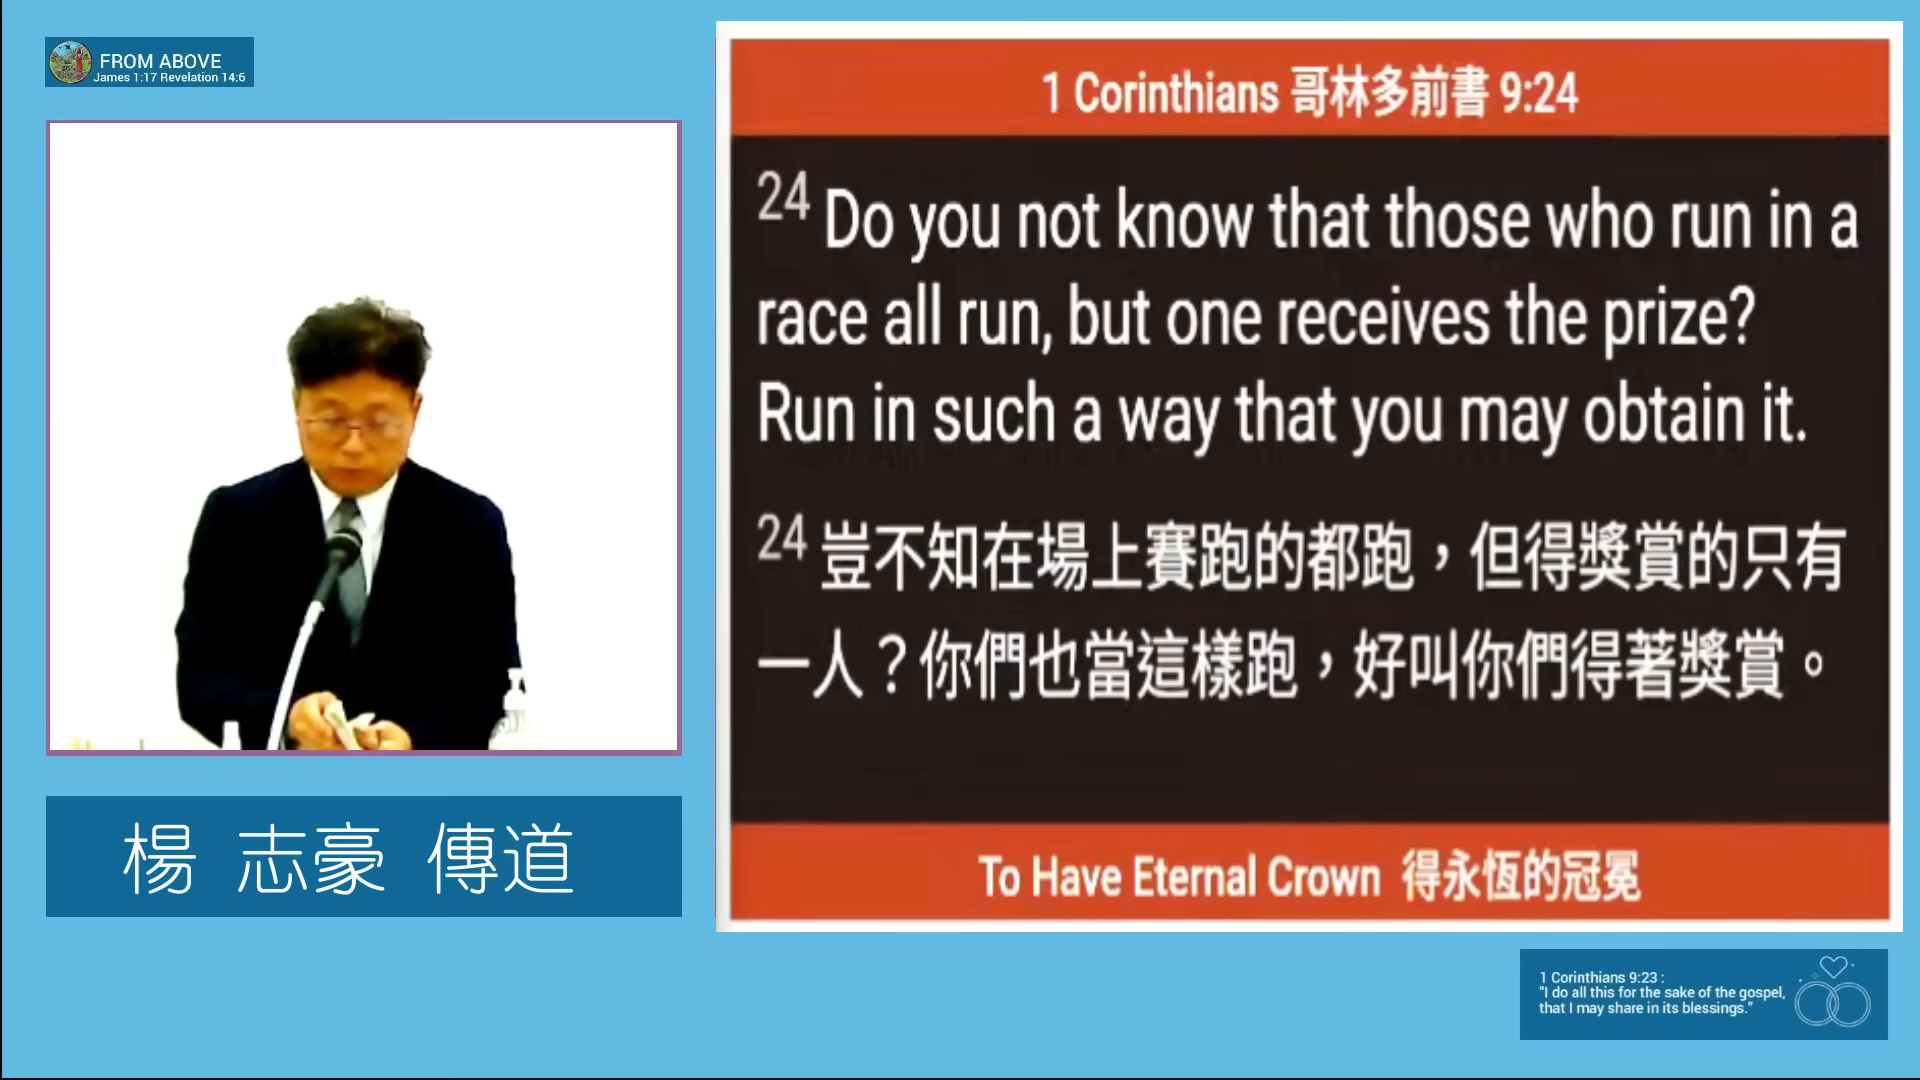 FROM ABOVE
James 1:17 Revelation 14:6
1 Corinthians 哥林多前書 9:24
24 Do you not know that those who run in a
race all run, but one receives the prize?
Run in such a way that you may obtain it.
24 豈不知在場上賽跑的都跑，但得獎賞的只有
一人？你們也當這樣跑，好叫你們得著獎賞。
To Have Eternal Crown 得永恆的冠冕
楊 志豪 傳道
1 Corinthians 9:23 :
"I do all this for the sake of the gospel,
that I may share in its blessings."